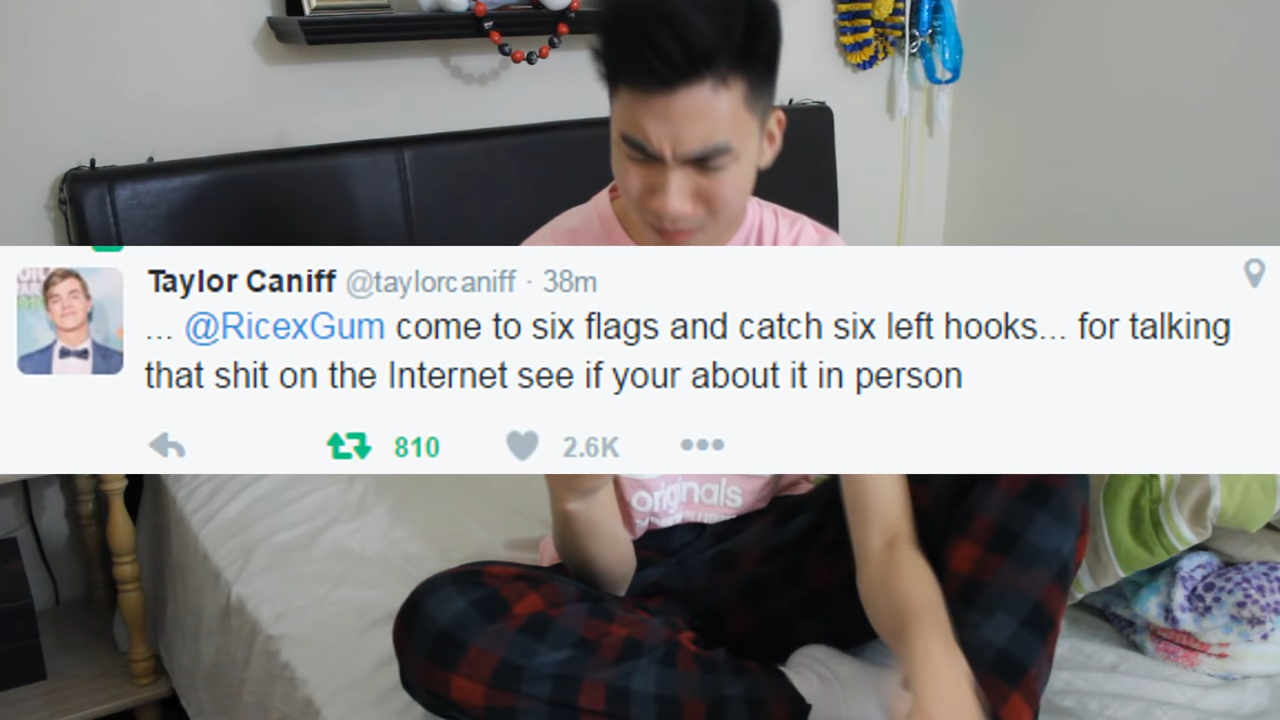 Taylor Caniff @taylorcaniff · 38m
... @RicexGum come to six flags and catch six left hooks... for talking
that shit on the Internet see if your about it in person
810 2.6K
originals